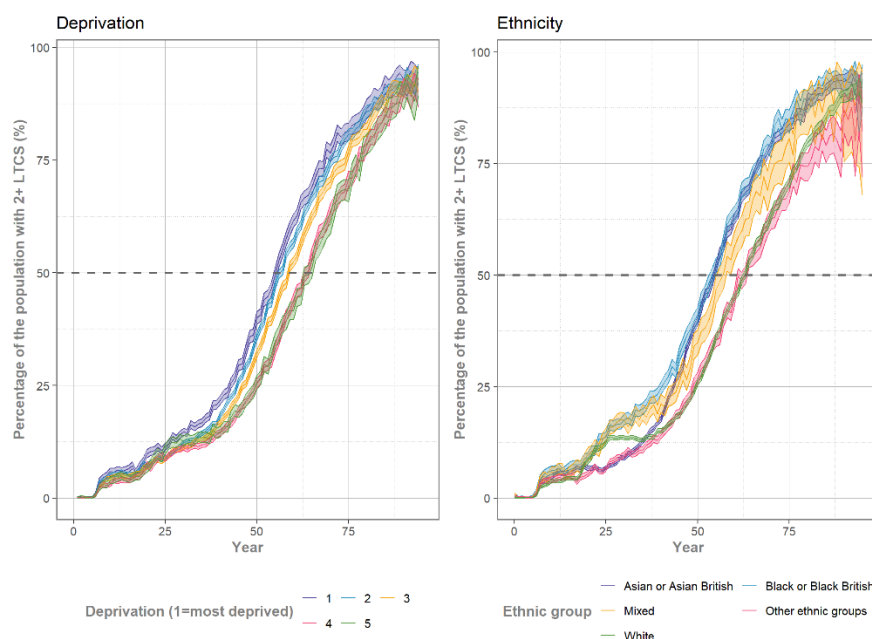 Deprivation
Ethnicity
Percentage of the population with 2+ LTCS (%)
100
75
50
25
0
0
25
50
75
Year
Percentage of the population with 2+ LTCS (%)
100
75
50
25
0
0
25
50
75
Year
Deprivation (1=most deprived)
1 2 3
4 5
Ethnic group
Asian or Asian British Black or Black British
Mixed Other ethnic groups
White